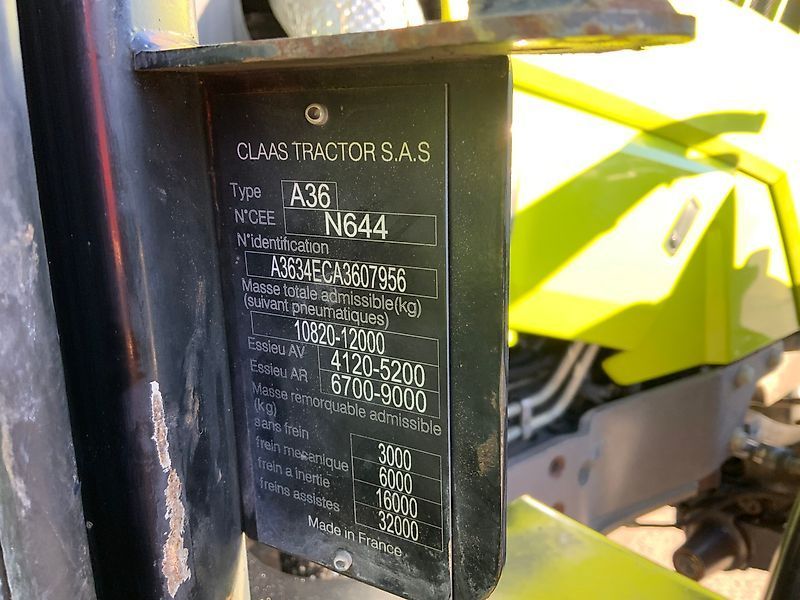 CLAAS TRACTOR S.A.S
Type A36
N°CEE N644
N°identification
A3634ECA3607956
Masse totale admissible(kg)
(suivant pneumatiques)
10820-12000
Essieu AV 4120-5200
Essieu AR 6700-9000
Masse remorquable admissible
(kg)
sans frein 3000
frein mecanique 6000
frein a inertie 16000
freins assistes 32000
Made in France